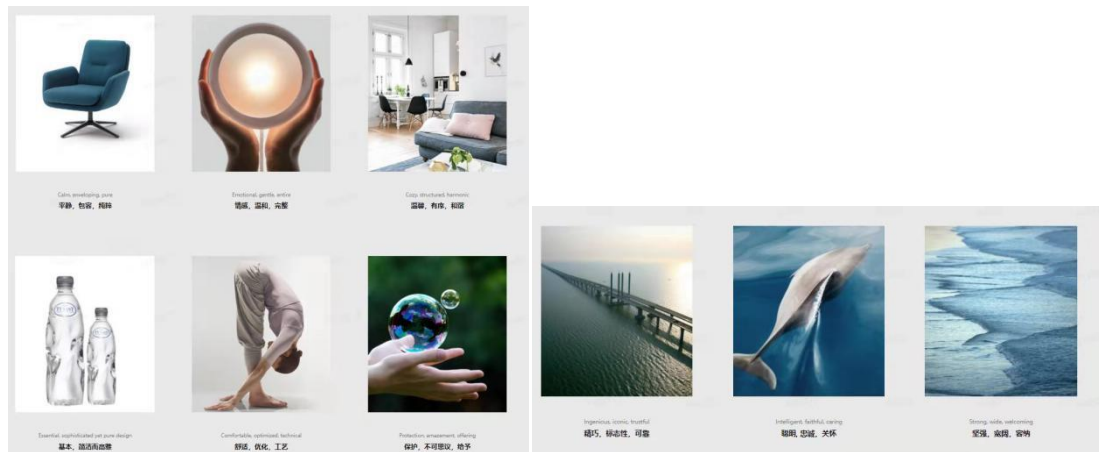 Calm, enveloping, pure
平静，包容，纯粹
Emotional, gentle, entire
情感，温和，完整
Cosy, structured, harmonic
温馨，有序，和谐
Essential, sophisticated yet pure design
基本，简洁而高雅
Comfortable, optimized, technical
舒适，优化，工艺
Protection, amazement, offering
保护，不可思议，给予
Ingenious, iconic, trustful
精巧，标志性，可靠
Intelligent, faithful, caring
聪明, 忠诚，关怀
Strong, wide, welcoming
坚强，宽阔，容纳